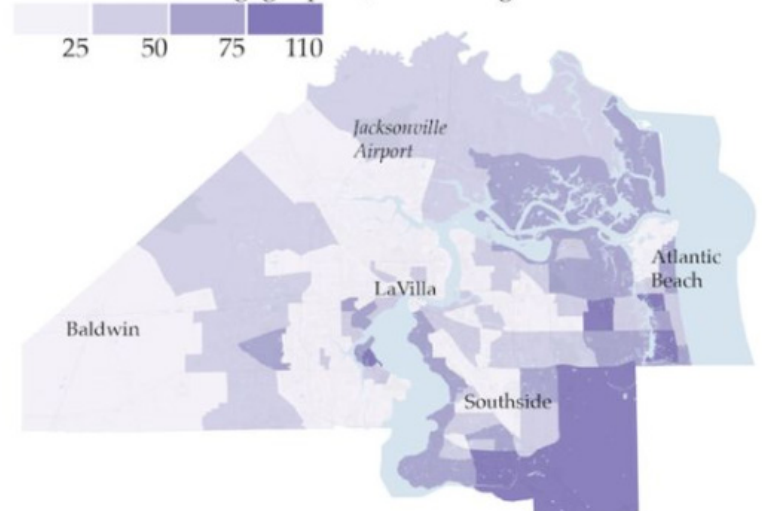 25 50 75 110
Jacksonville
Airport
Atlantic
Beach
LaVilla
Baldwin
Southside